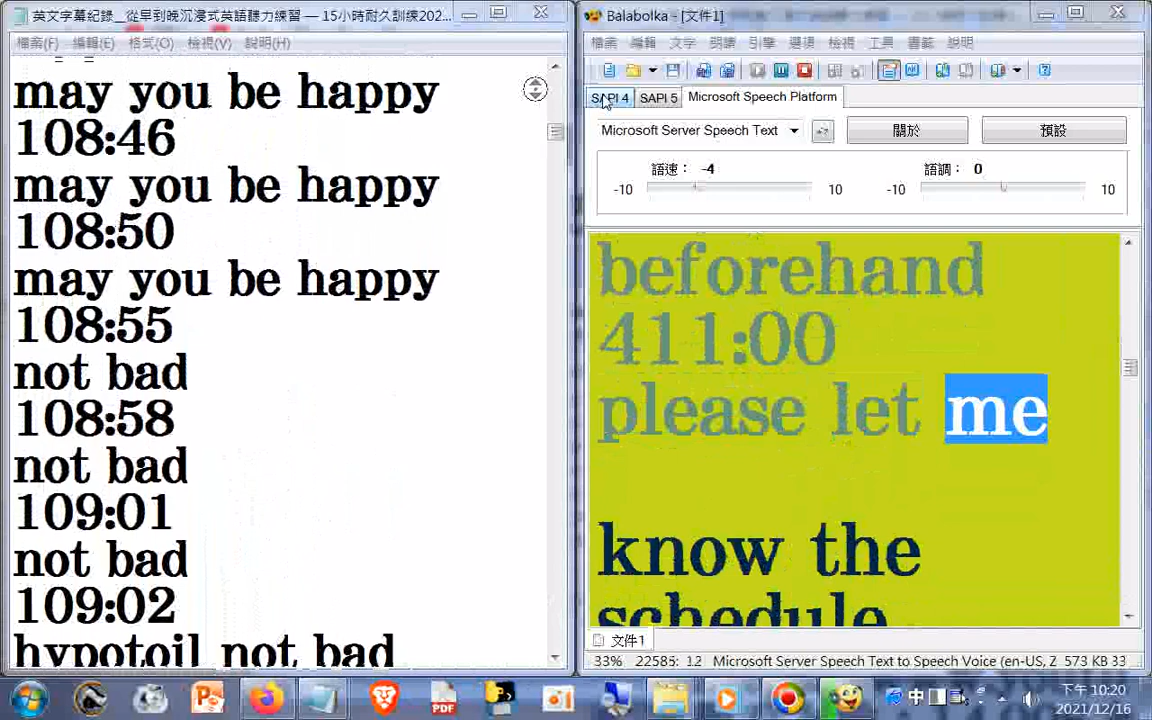 英文字幕紀錄__從早到晚沉浸式英語聽力練習 — 15小時耐久訓練202...
檔案(F) 編輯(E) 格式(O) 檢視(V) 說明(H)
may you be happy
108:46
may you be happy
108:50
may you be happy
108:55
not bad
108:58
not bad
109:01
not bad
109:02
hypotoil not bad
Balabolka - [文件1]
檔案 編輯 文字 朗讀 引擎 選項 檢視 工具 書籤 說明
SAPI 4 SAPI 5 Microsoft Speech Platform
Microsoft Server Speech Text
關於
預設
語速： -4
-10 10
語調： 0
-10 10
beforehand
411:00
please let me
know the
schedule
文件1
33% 22585: 12 Microsoft Server Speech Text to Speech Voice (en-US, Z 573 KB 33
中
下午 10:20
2021/12/16